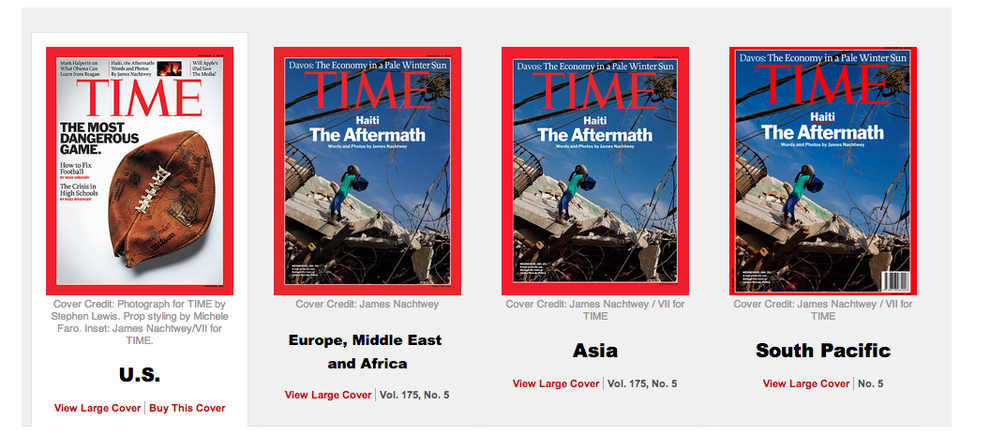 Mark Halperin on
What Obama Can
Learn from Reagan
Haiti, the Aftermath
Words and Photos
By James Nachtwey
Will Apple's
iPad Save
The Media?
TIME
THE MOST
DANGEROUS
GAME.
How to Fix
Football
BY SEAN GREGORY
The Crisis in
High Schools
BY BUZZ BISSINGER
Wilson
Cover Credit: Photograph for TIME by
Stephen Lewis. Prop styling by Michele
Faro. Inset: James Nachtwey/VII for
TIME.
U.S.
View Large Cover | Buy This Cover
Davos: The Economy in a Pale Winter Sun
TIME
Haiti
The Aftermath
Words and Photos by James Nachtwey
Cover Credit: James Nachtwey
Europe, Middle East
and Africa
View Large Cover | Vol. 175, No. 5
Davos: The Economy in a Pale Winter Sun
TIME
Haiti
The Aftermath
Words and Photos by James Nachtwey
Cover Credit: James Nachtwey / VII for
TIME
Asia
View Large Cover | Vol. 175, No. 5
Davos: The Economy in a Pale Winter Sun
TIME
Haiti
The Aftermath
Words and Photos by James Nachtwey
Cover Credit: James Nachtwey / VII for
TIME
South Pacific
View Large Cover | No. 5